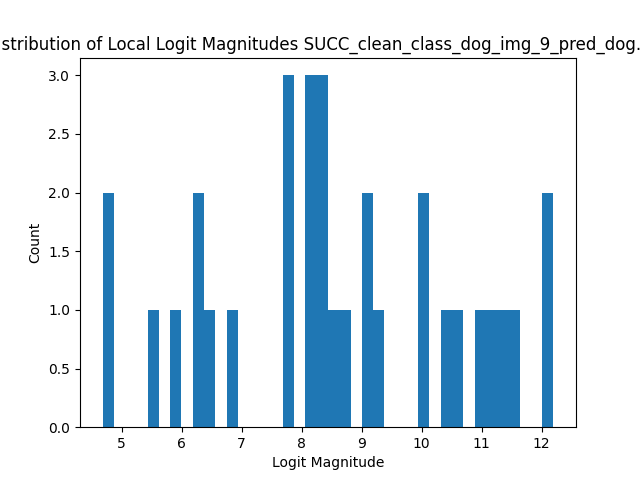 stribution of Local Logit Magnitudes SUCC_clean_class_dog_img_9_pred_dog.
3.0
2.5
2.0
1.5
1.0
0.5
0.0
Count
5 6 7 8 9 10 11 12
Logit Magnitude